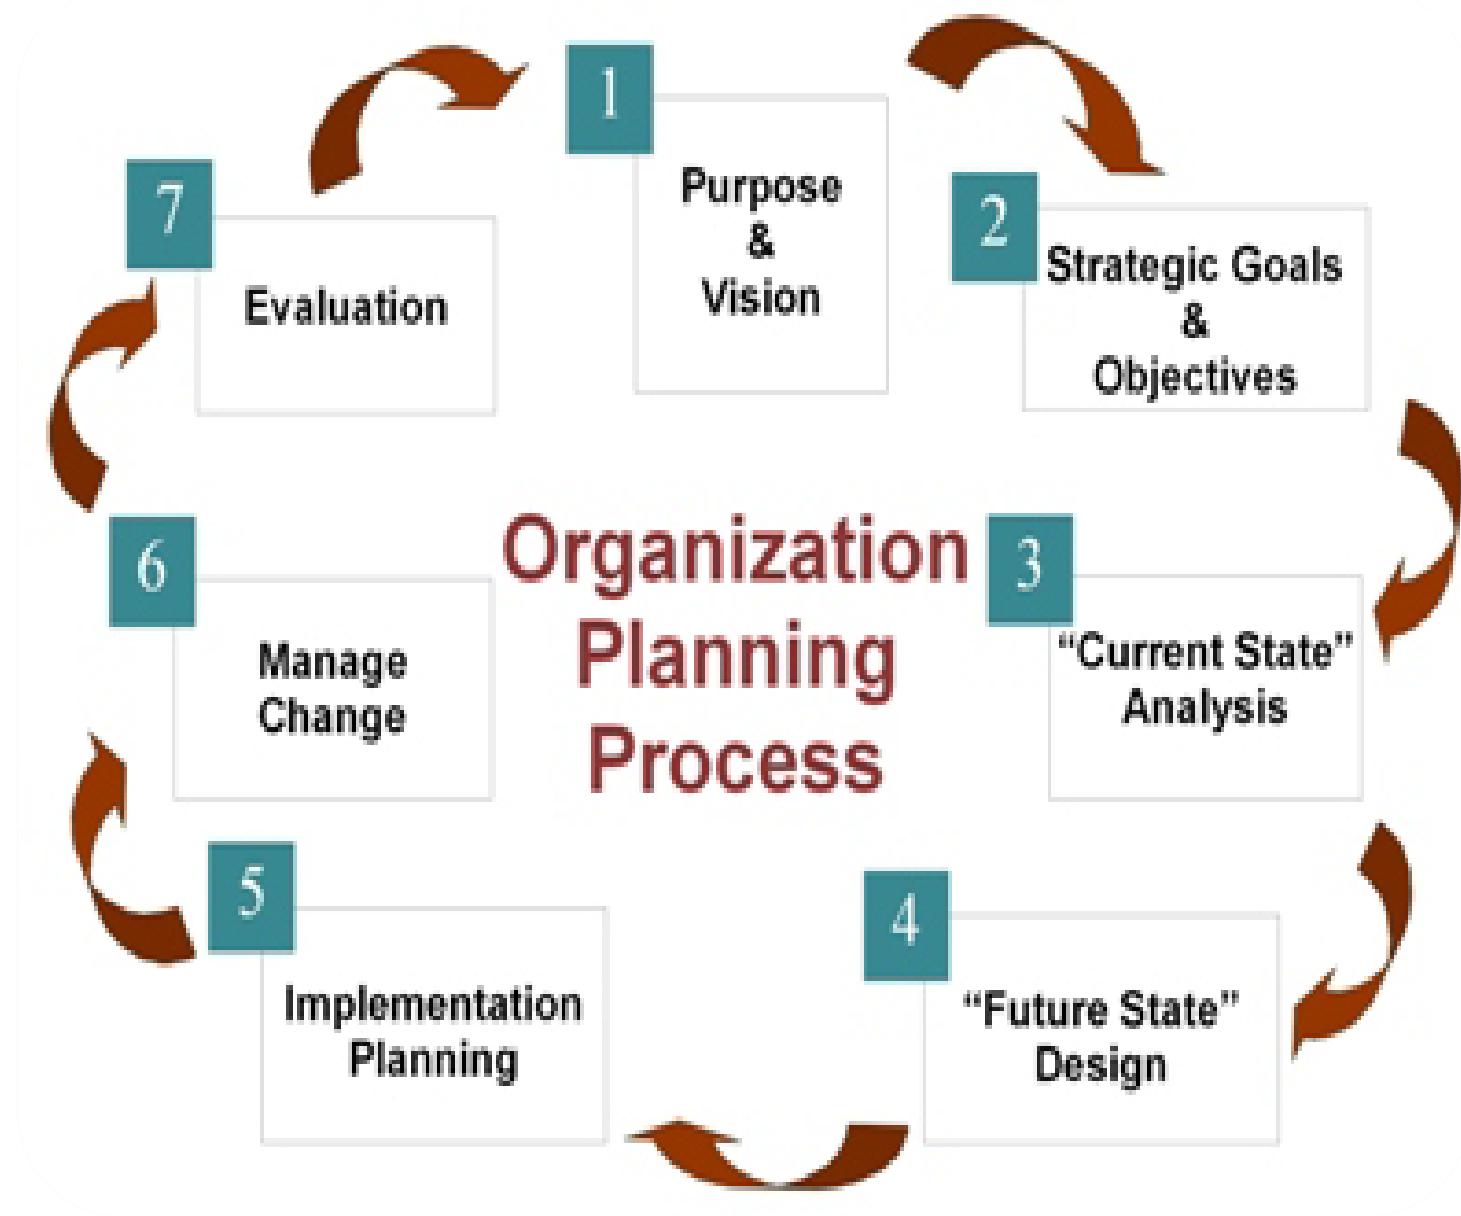 1
Purpose
&
Vision
2
Strategic Goals
&
Objectives
3
“Current State”
Analysis
4
“Future State”
Design
5
Implementation
Planning
6
Manage
Change
7
Evaluation
Organization
Planning
Process